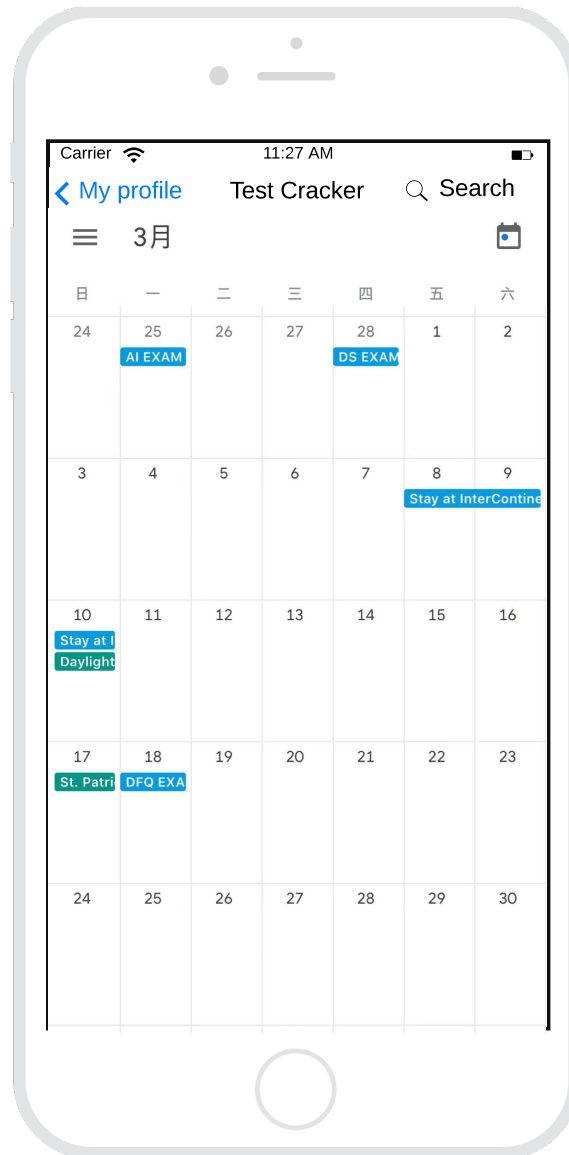 Carrier 11:27 AM
My profile Test Cracker Search
3月
日 一 二 三 四 五 六
24 25 26 27 28 1 2
AI EXAM DS EXAM
3 4 5 6 7 8 9
Stay at InterContine
10 11 12 13 14 15 16
Stay at I
Daylight
17 18 19 20 21 22 23
St. Patri DFQ EXA
24 25 26 27 28 29 30